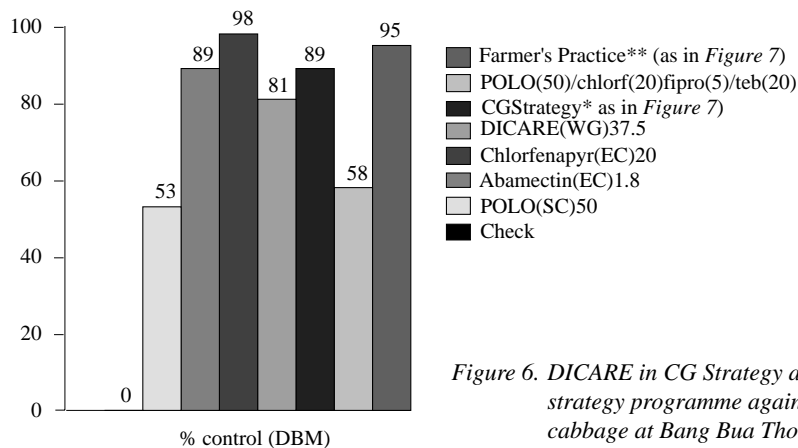 98
100
95
89
89
81
80
58
60
53
40
20
0
0
% control (DBM)
Farmer's Practice** (as in Figure 7)
POLO(50)/chlorf(20)fipro(5)/teb(20)
CGStrategy* as in Figure 7)
DICARE(WG)37.5
Chlorfenapyr(EC)20
Abamectin(EC)1.8
POLO(SC)50
Check
Figure 6. DICARE in CG Strategy
strategy programme
cabbage at Bang Bua